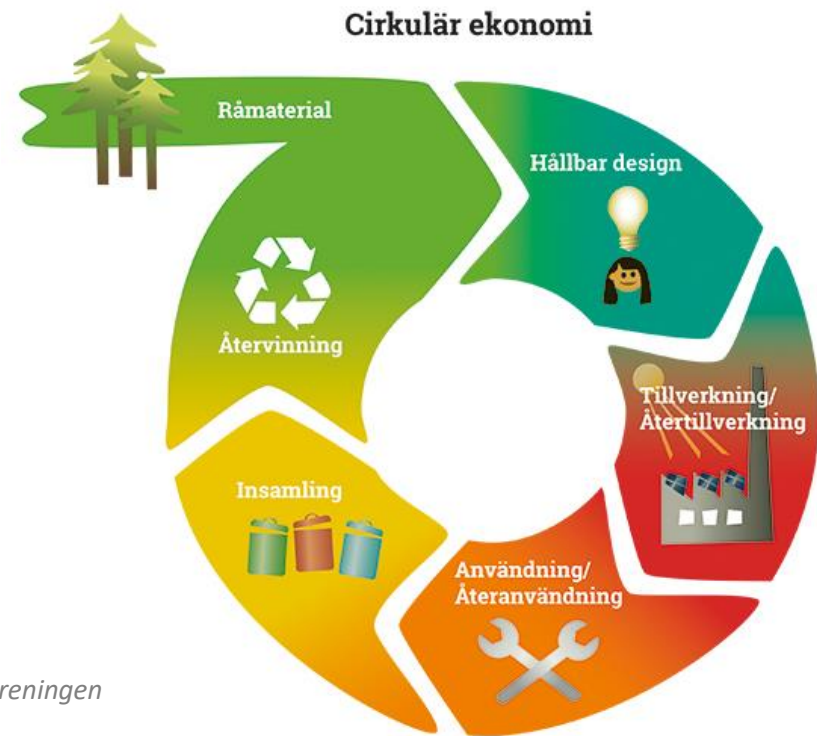 Cirkulär ekonomi
Råmaterial
Hållbar design
Tillverkning/
Återtillverkning
Användning/
Återanvändning
Insamling
Återvinning
reningen